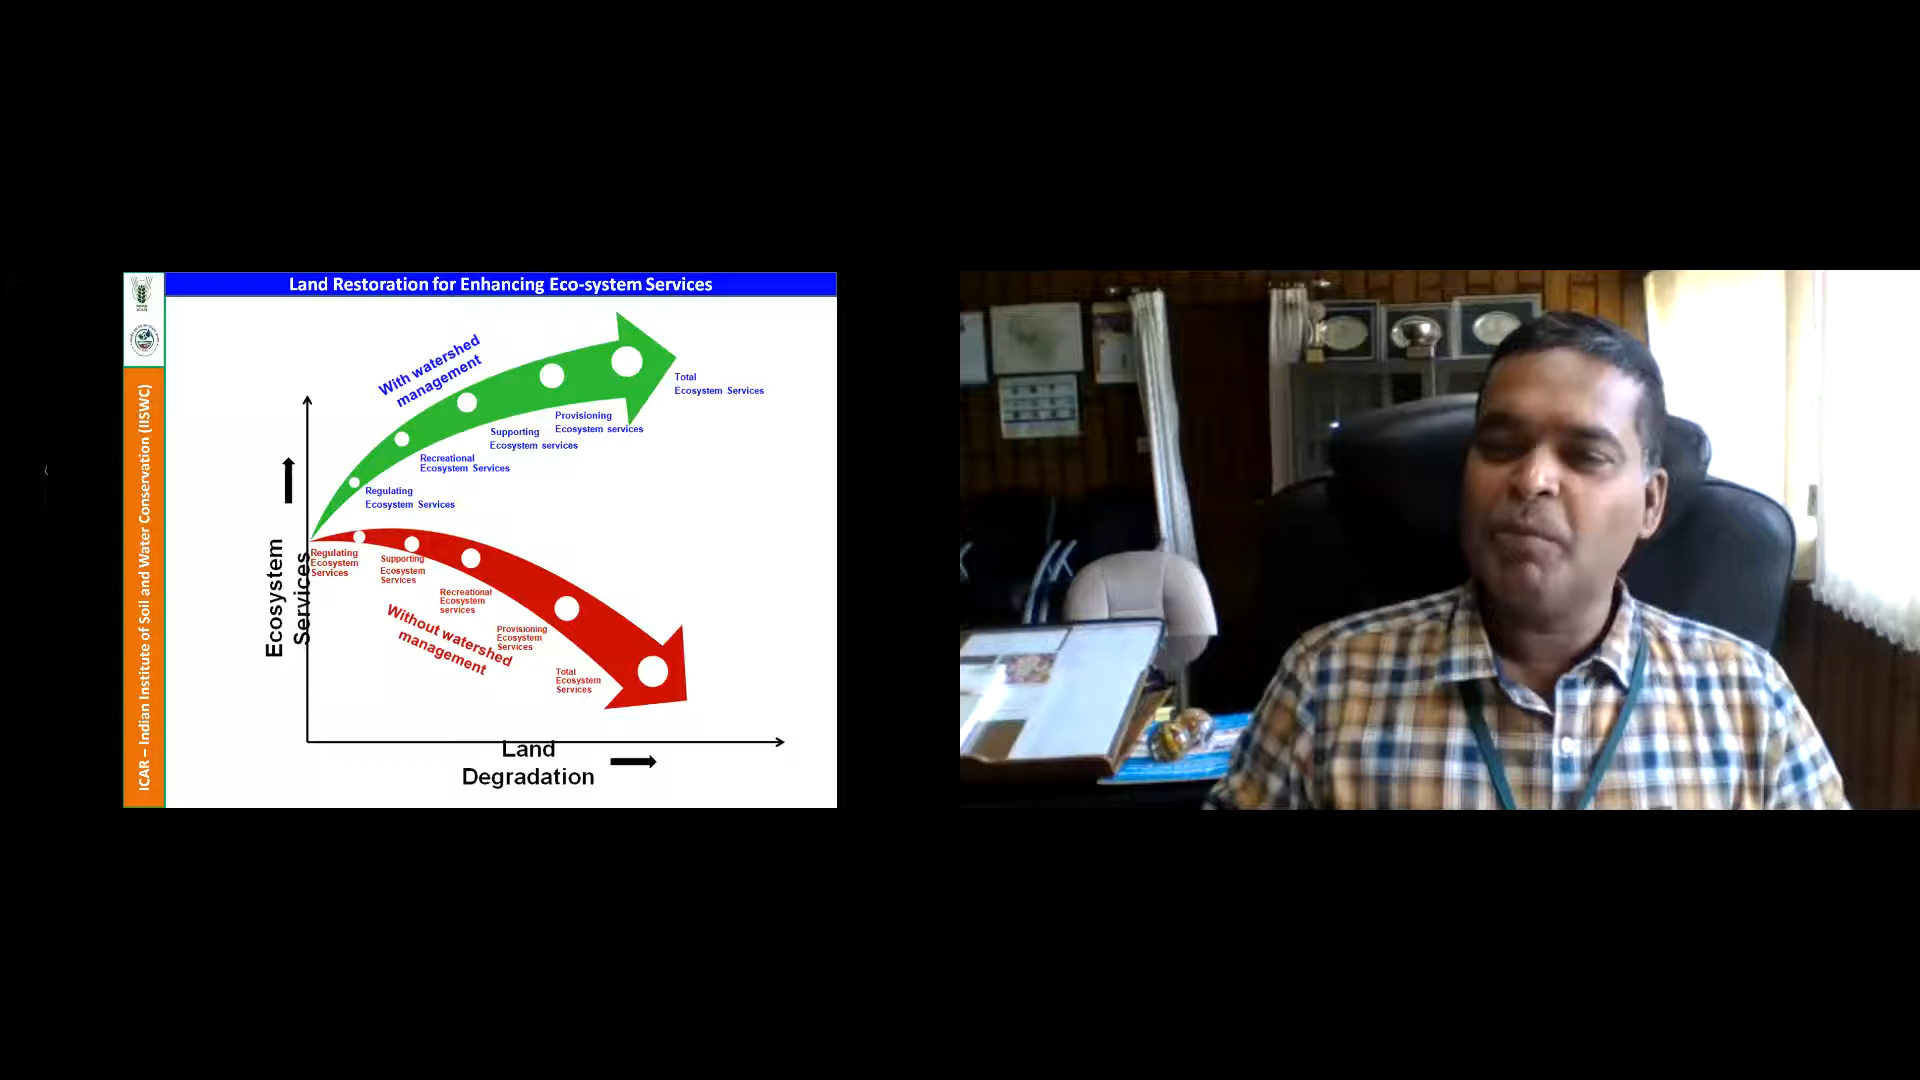 Land Restoration for Enhancing Eco-system Services
ICAR – Indian Institute of Soil and Water Conservation (IISWC)
With watershed
management
Total
Ecosystem Services
Provisioning
Ecosystem services
Supporting
Ecosystem services
Recreational
Ecosystem Services
Regulating
Ecosystem Services
Ecosystem
Services
Regulating
Ecosystem
Services
Supporting
Ecosystem
Services
Recreational
Ecosystem
services
Provisioning
Ecosystem
Services
Total
Ecosystem
Services
Without watershed
management
Land
Degradation